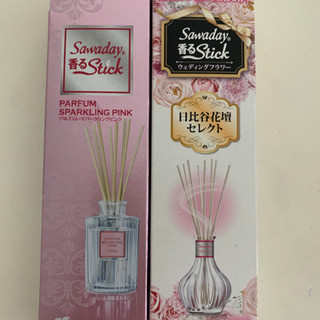 Sawaday
香るStick
PARFUM
SPARKLING PINK
パルファムスパークリングピンク
Sawaday
香るStick
ウェディングフラワー
日比谷花壇
セレクト